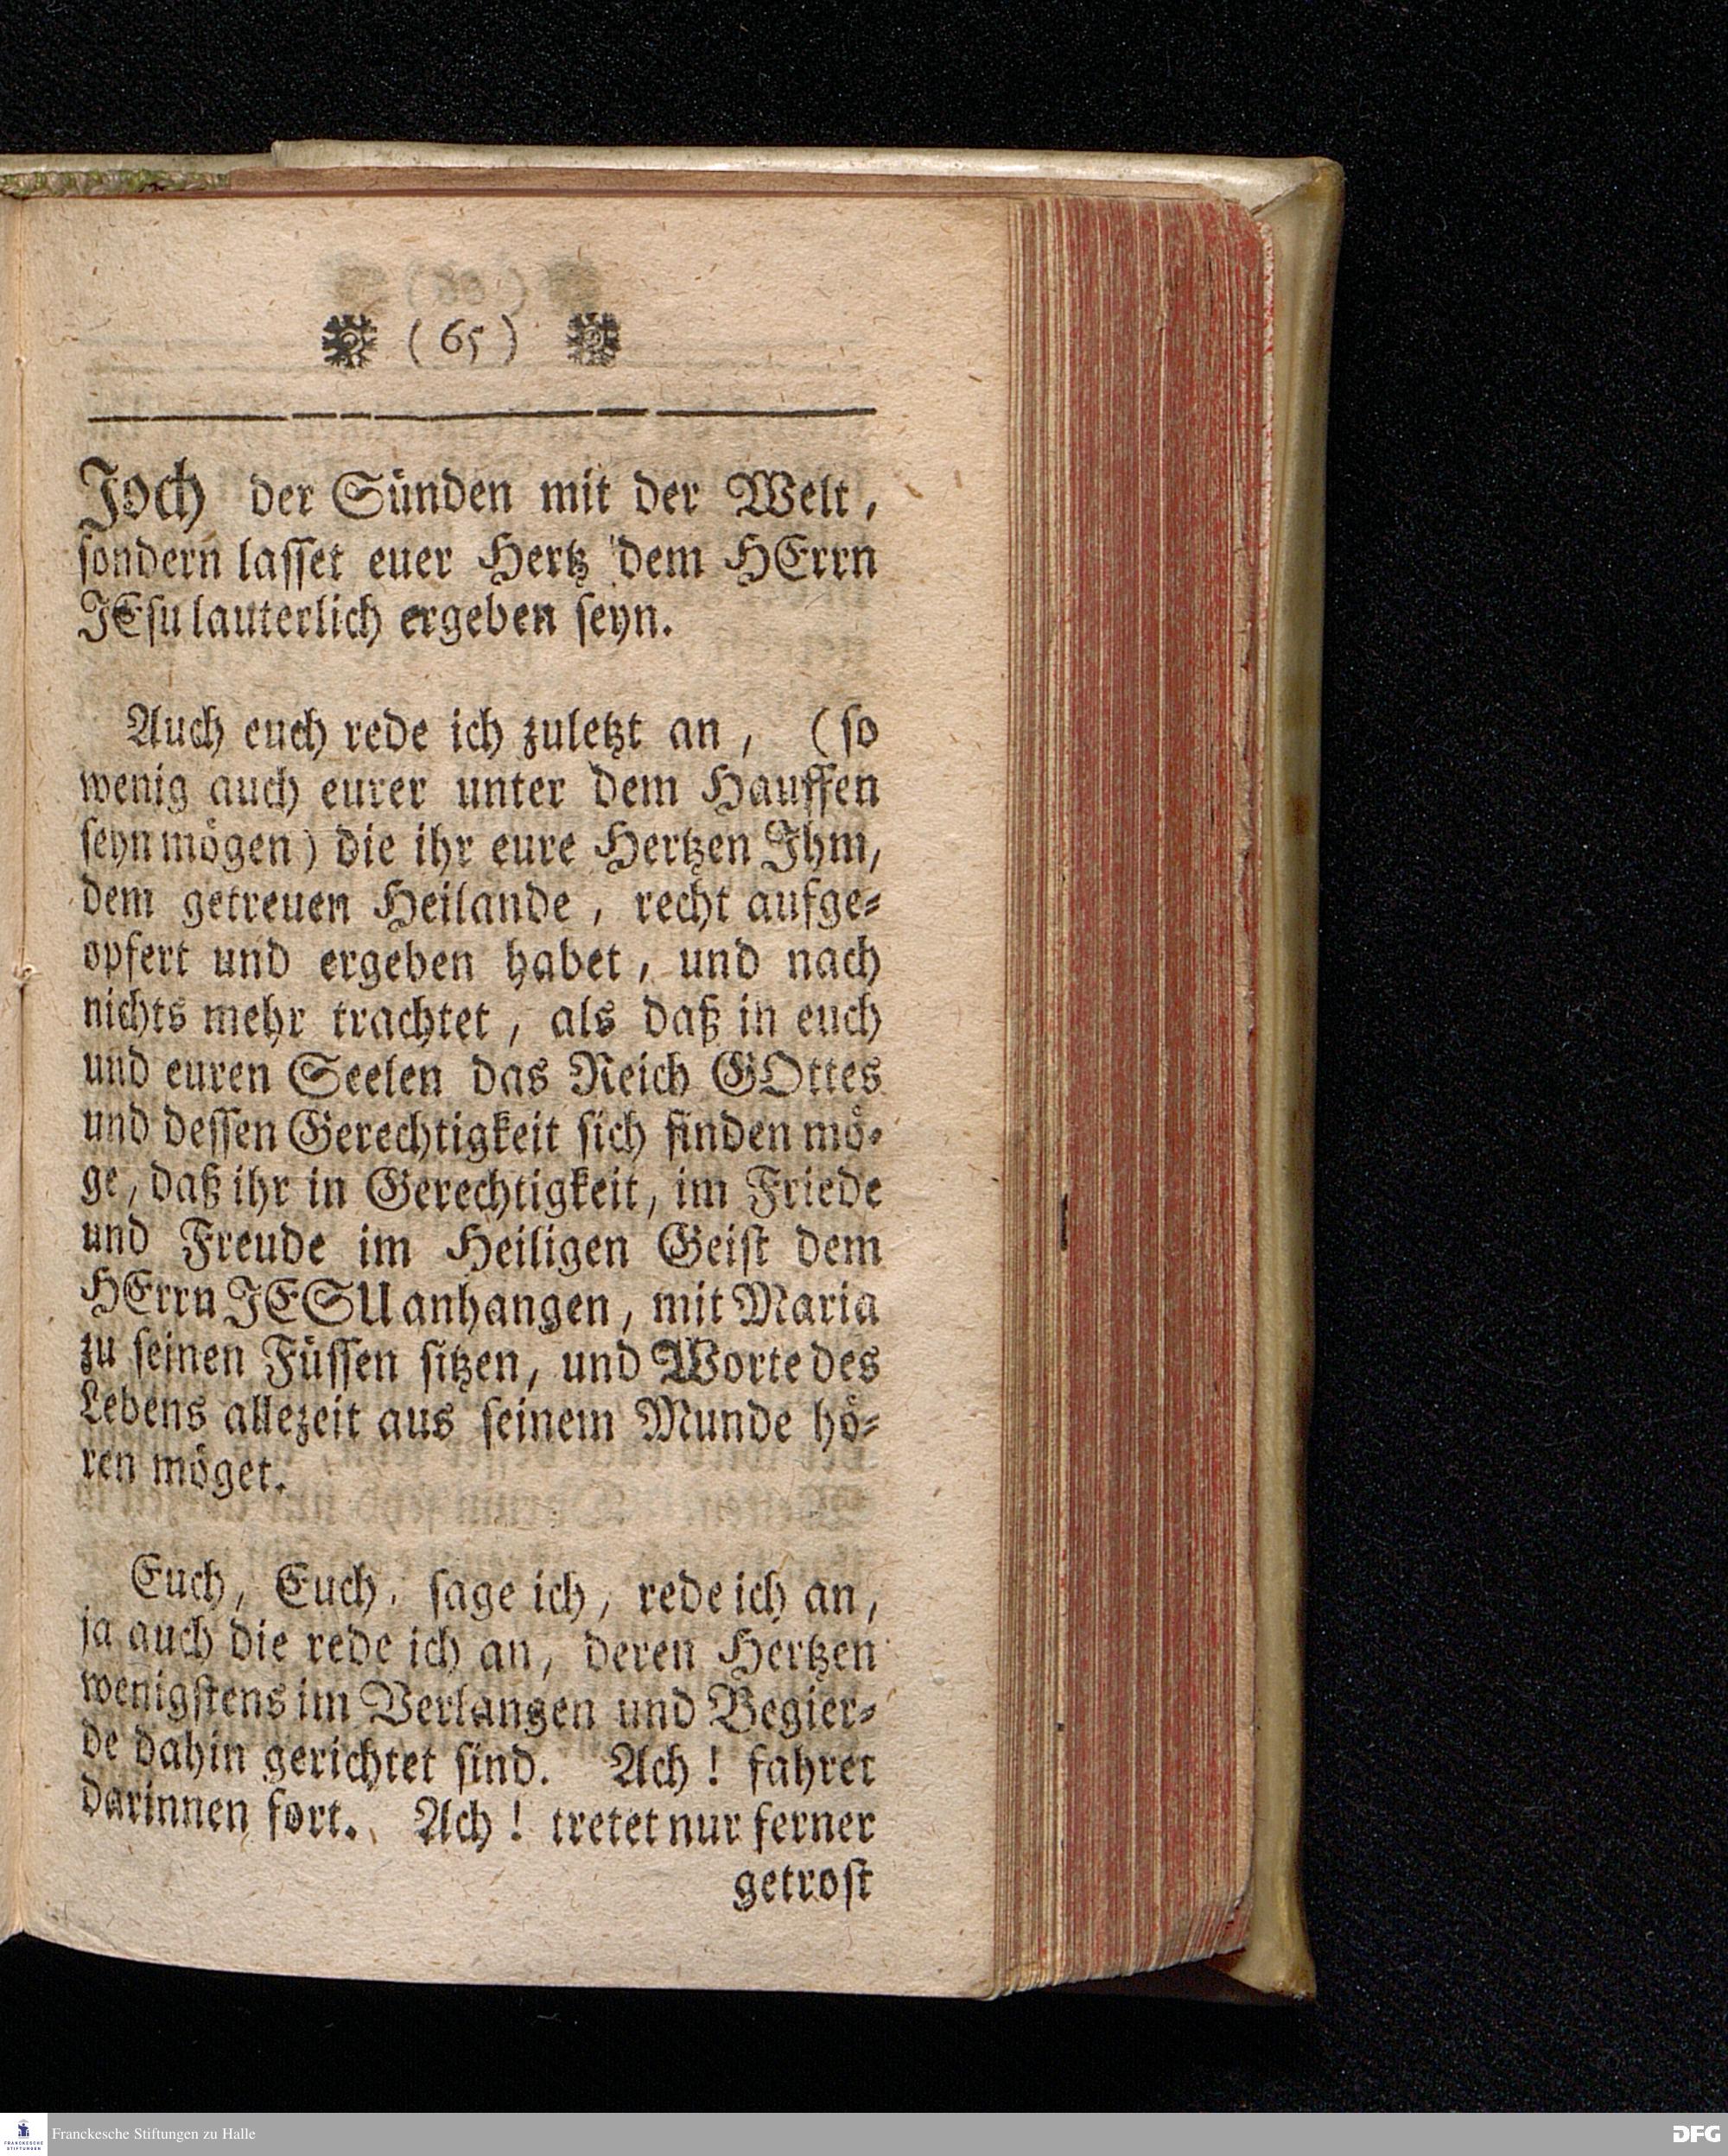 (65)
Joch der Sünden mit der Welt,
sondern lasset euer Hertz dem HErrn
JEsu lauterlich ergeben seyn.
Auch euch rede ich zuletzt an, (so
wenig auch eurer unter dem Hauffen
seyn mögen) die ihr eure Hertzen Ihm,
dem getreuen Heilande, recht aufge-
opfert und ergeben habet, und nach
nichts mehr trachtet, als daß in euch
und euren Seelen das Reich GOttes
und dessen Gerechtigkeit sich finden mö-
ge, daß ihr in Gerechtigkeit, im Friede
und Freude im Heiligen Geist dem
HErrn JESU anhangen, mit Maria
zu seinen Füssen sitzen, und Worte des
Lebens allezeit aus seinem Munde hö-
ren möget.
Euch, Euch, sage ich, rede ich an,
ja auch die rede ich an, deren Hertzen
wenigstens im Verlangen und Begier-
de dahin gerichtet sind. Ach! fahret
darinnen fort. Ach! tretet nur ferner
getrost
Franckesche Stiftungen zu Halle
FRANCKESCHE
STIFTUNGEN
DFG